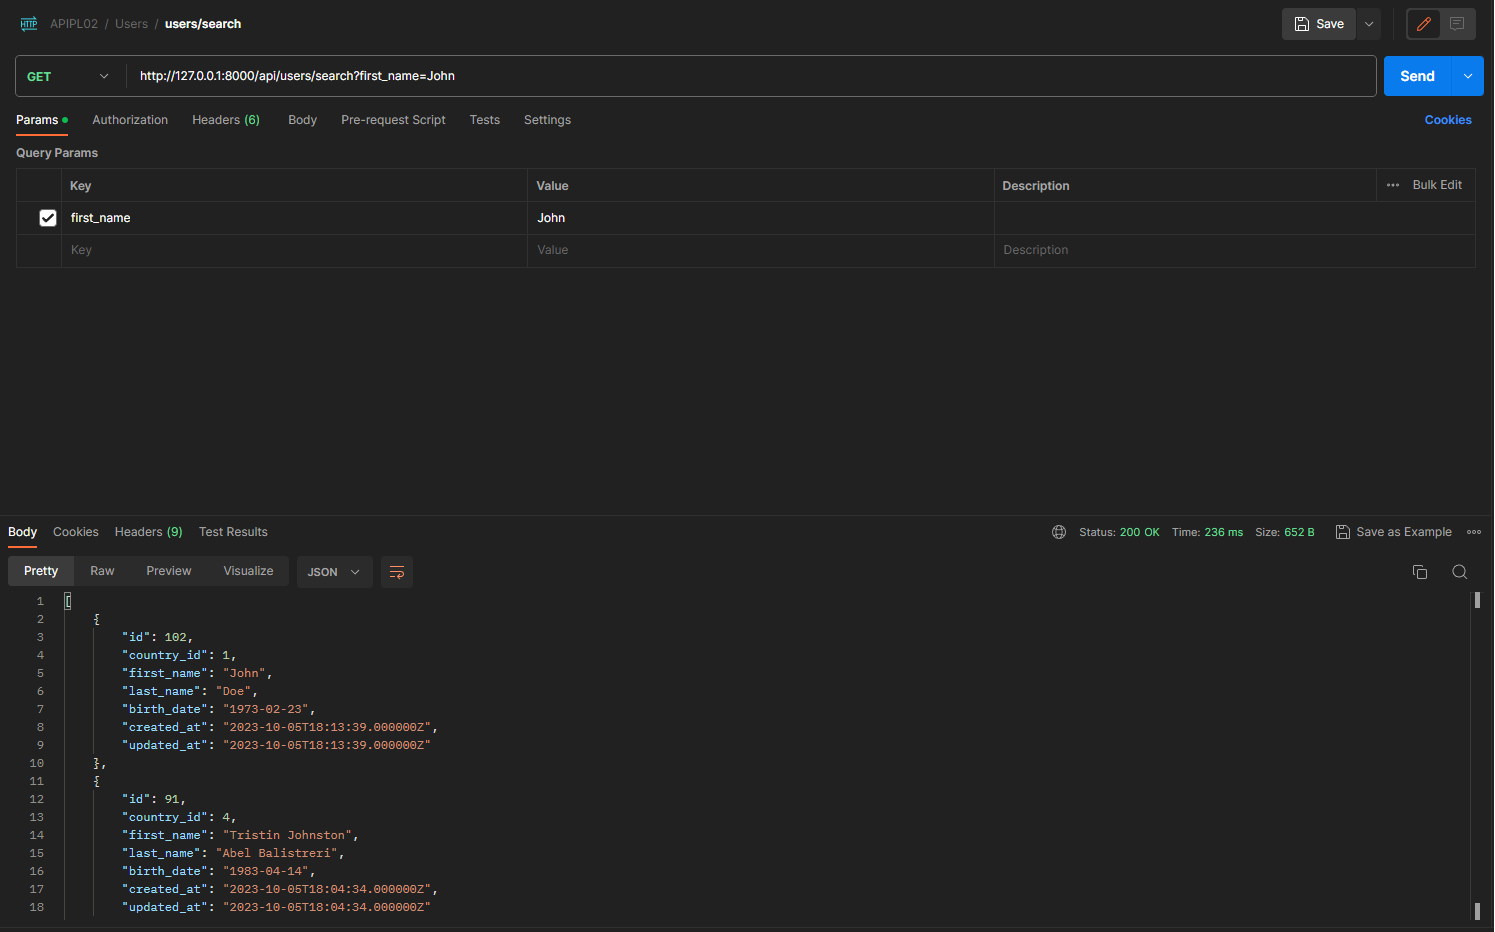 HTTP APIPL02 / Users / users/search Save
GET http://127.0.0.1:8000/api/users/search?first_name=John Send
Params Authorization Headers (6) Body Pre-request Script Tests Settings Cookies
Query Params
Key Value Description Bulk Edit
first_name John
Key Value Description
Body Cookies Headers (9) Test Results Status: 200 OK Time: 236 ms Size: 652 B Save as Example
Pretty Raw Preview Visualize JSON
1 [
2 {
3 "id": 102,
4 "country_id": 1,
5 "first_name": "John",
6 "last_name": "Doe",
7 "birth_date": "1973-02-23",
8 "created_at": "2023-10-05T18:13:39.000000Z",
9 "updated_at": "2023-10-05T18:13:39.000000Z"
10 },
11 {
12 "id": 91,
13 "country_id": 4,
14 "first_name": "Tristin Johnston",
15 "last_name": "Abel Balistreri",
16 "birth_date": "1983-04-14",
17 "created_at": "2023-10-05T18:04:34.000000Z",
18 "updated_at": "2023-10-05T18:04:34.000000Z"